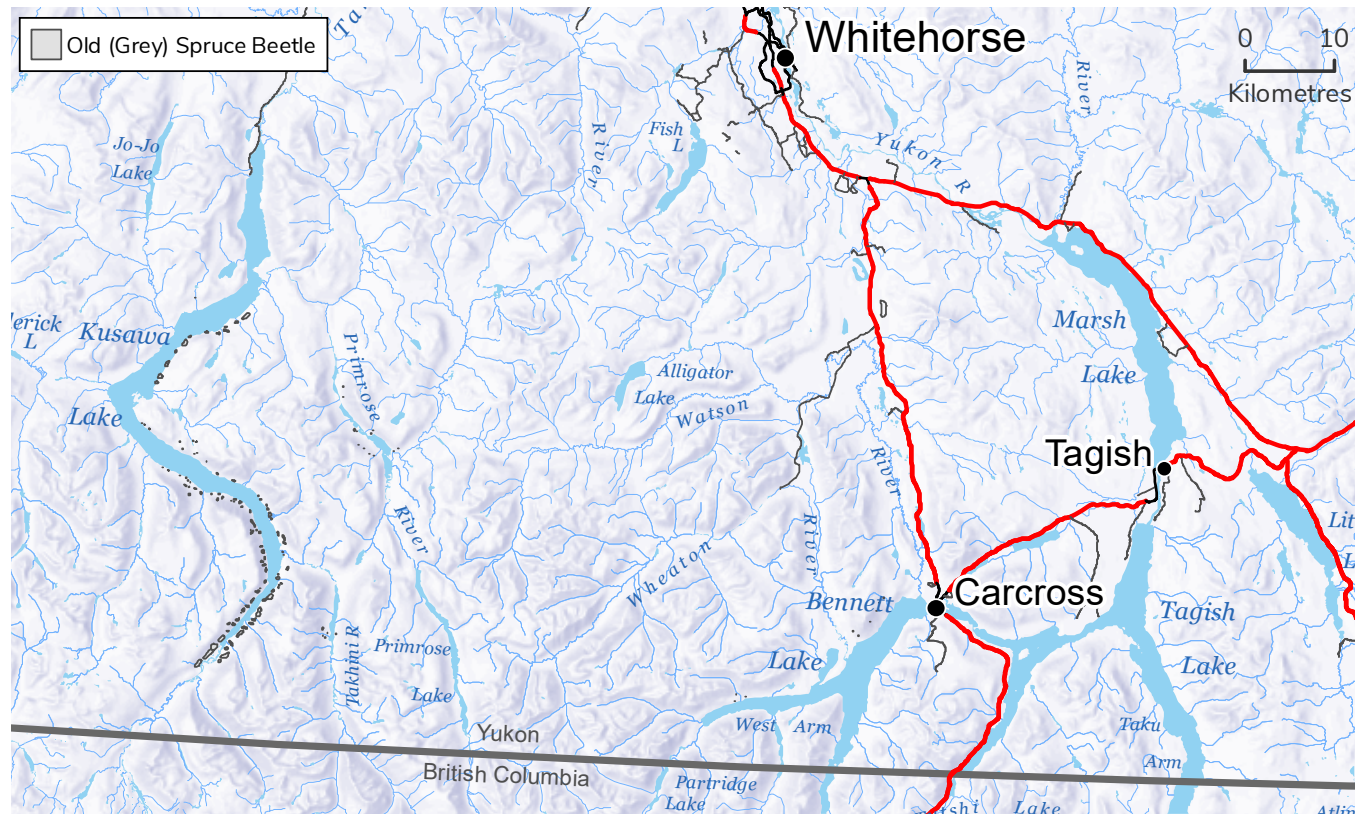 Old (Grey) Spruce Beetle
Whitehorse
0 10
Kilometres
River
River
Fish
L
Yukon R
Jo-Jo
Lake
Marsh
Lake
Kusawa
Lake
L
Primrose
River
Alligator
Lake
Watson
River
Tagish
Wheaton
River
Bennett
Lake
Carcross
Tagish
Lake
Takhini R
Primrose
Lake
West Arm
Taku
Arm
Yukon
British Columbia
Partridge
Lake
Lake